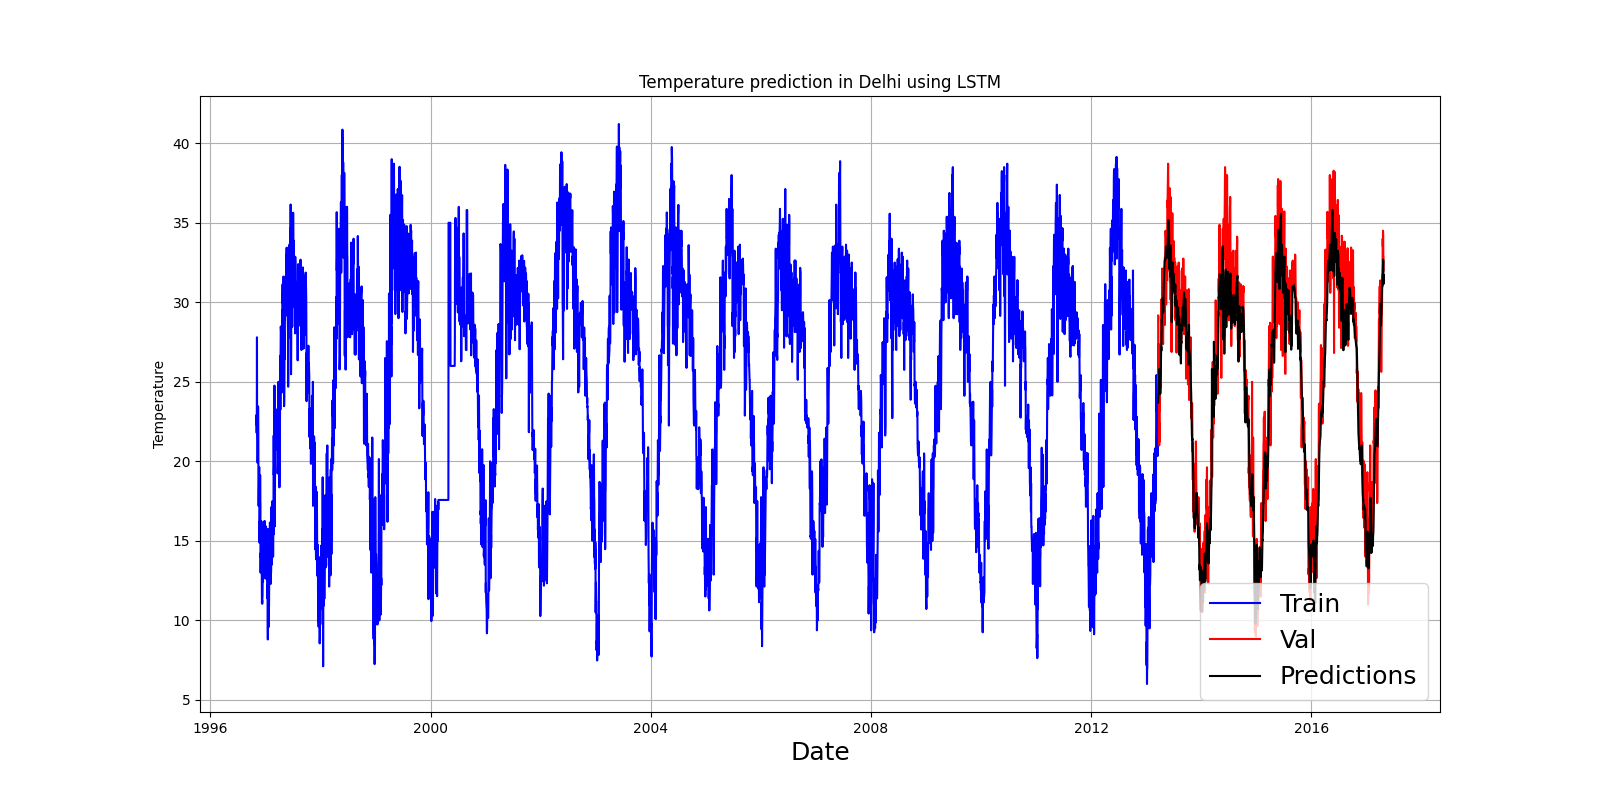 Temperature prediction in Delhi using LSTM
Temperature
40
35
30
25
20
15
10
5
1996 2000 2004 2008 2012 2016
Date
Train
Val
Predictions